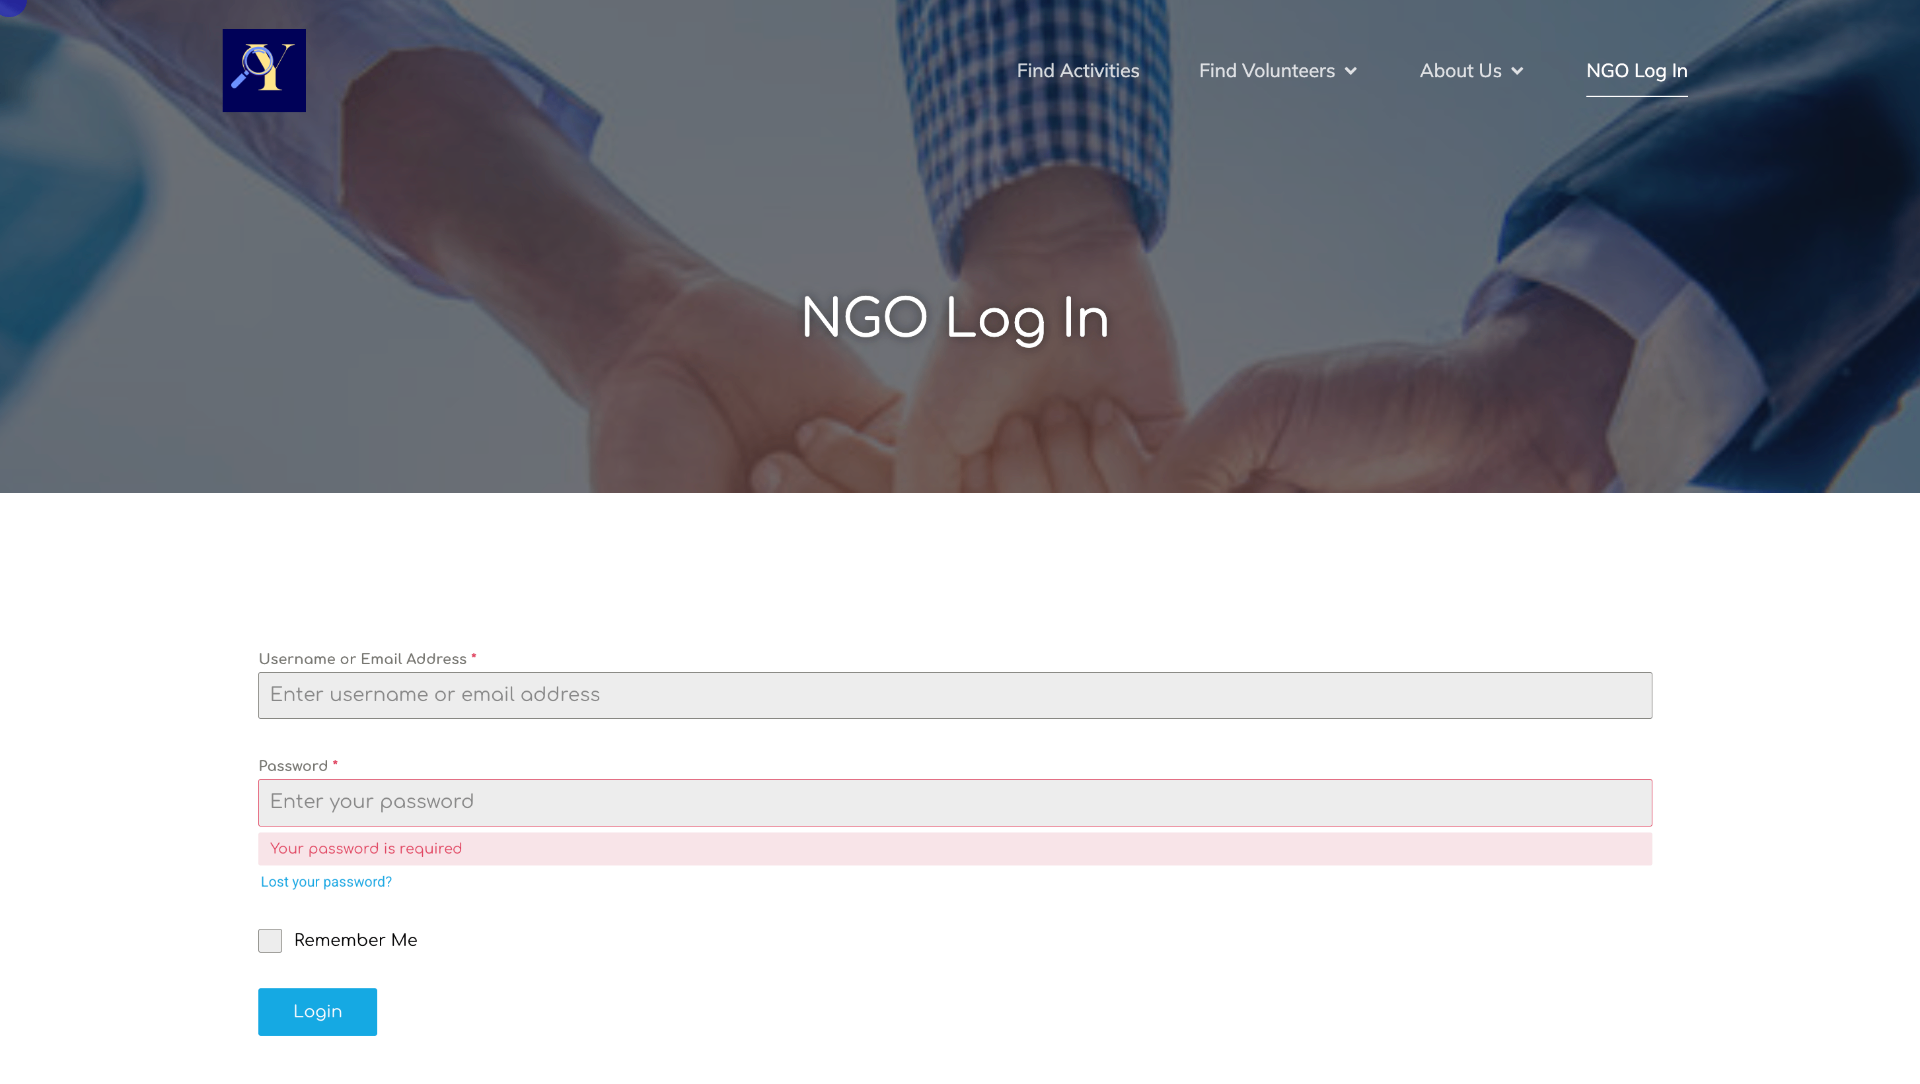 Y
Find Activities
Find Volunteers
About Us
NGO Log In
NGO Log In
Username or Email Address *
Enter username or email address
Password *
Enter your password
Your password is required
Lost your password?
Remember Me
Login